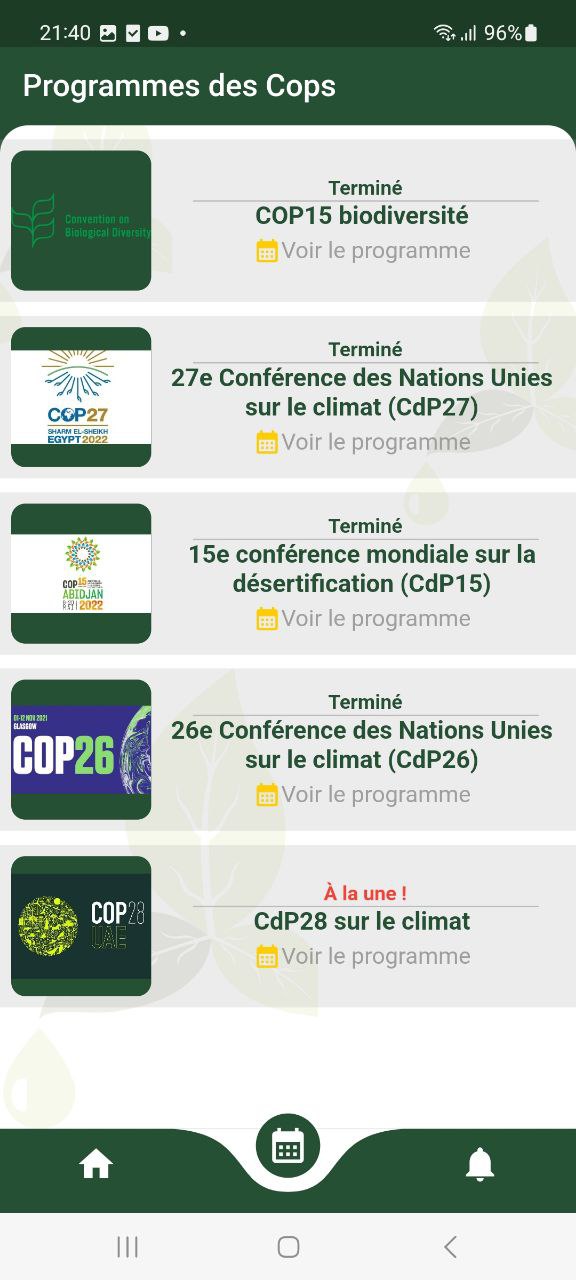 21:40
96%
Programmes des Cops
Terminé
Convention on
Biological Diversity
COP15 biodiversité
Voir le programme
Terminé
27e Conférence des Nations Unies
sur le climat (CdP27)
Voir le programme
COP27
SHARM EL-SHEIKH
EGYPT 2022
Terminé
15e conférence mondiale sur la
désertification (CdP15)
Voir le programme
COP15
ABIDJAN
2022
Terminé
26e Conférence des Nations Unies
sur le climat (CdP26)
Voir le programme
01-12 NOV 2021
GLASGOW
COP26
À la une !
CdP28 sur le climat
Voir le programme
COP28
UAE